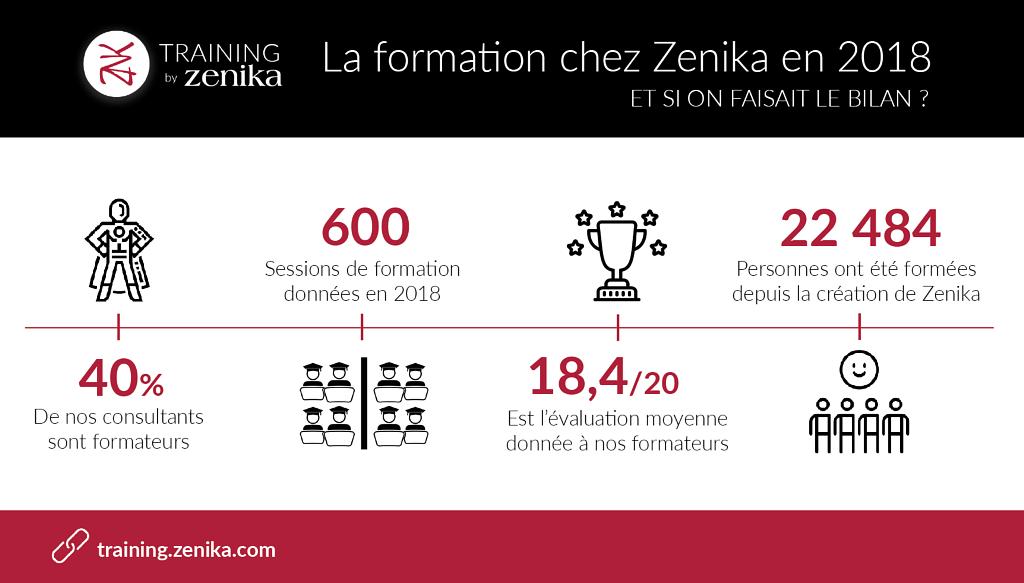 TRAINING
by zenika
La formation chez Zenika en 2018
ET SI ON FAISAIT LE BILAN ?
40%
De nos consultants
sont formateurs
600
Sessions de formation
données en 2018
18,4/20
Est l'évaluation moyenne
donnée à nos formateurs
22 484
Personnes ont été formées
depuis la création de Zenika
training.zenika.com